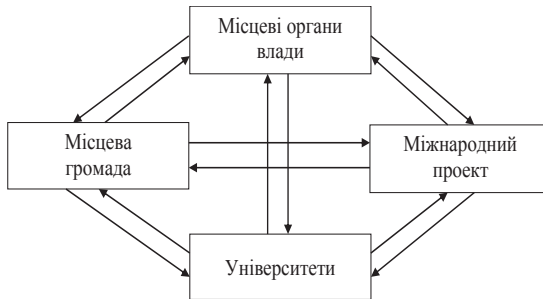 Місцеві органи
влади
Місцева
громада
Міжнародний
проект
Університети